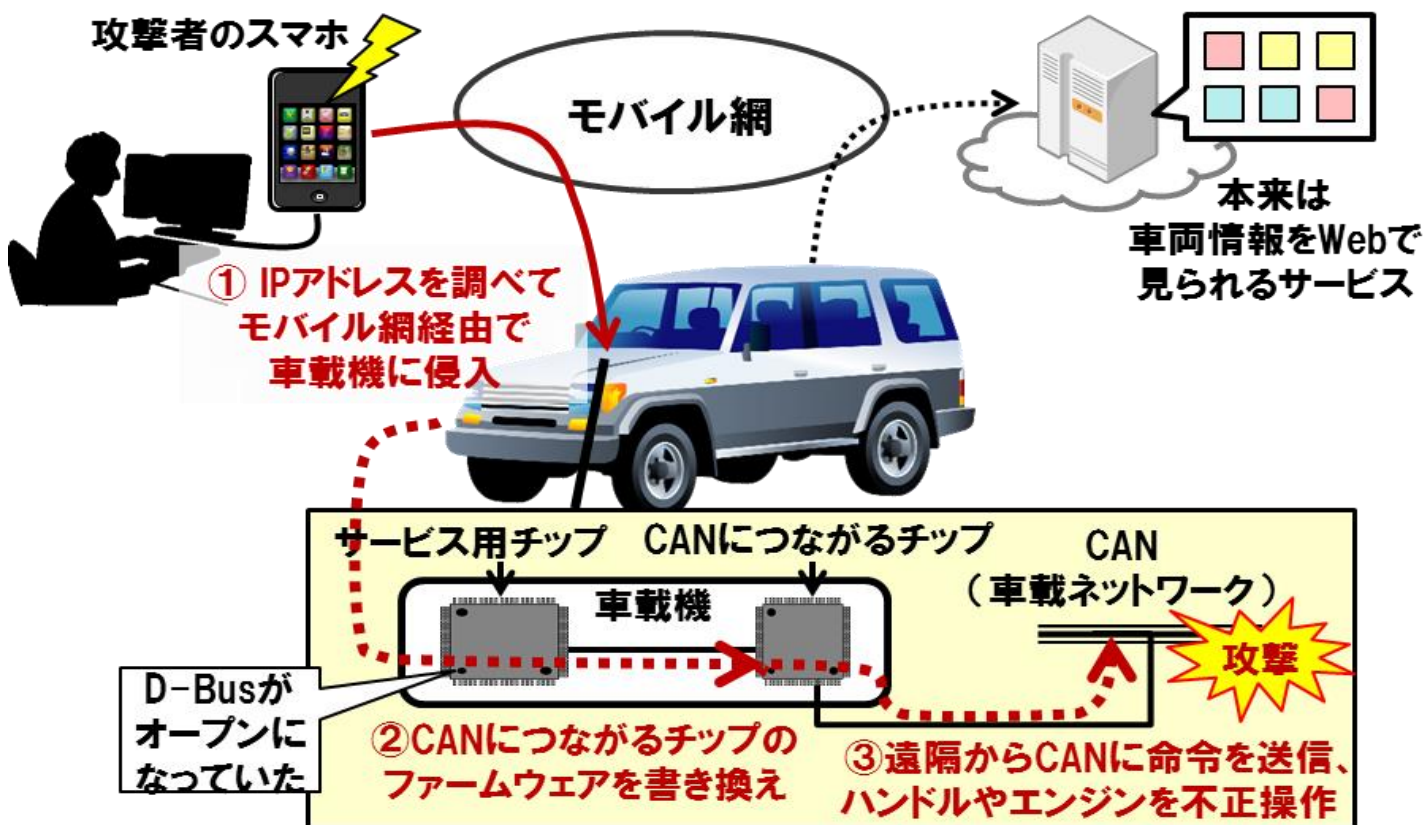 攻撃者のスマホ
モバイル網
本来は
車両情報をWebで
見られるサービス
① IPアドレスを調べて
モバイル網経由で
車載機に侵入
サービス用チップ
CANにつながるチップ
CAN
（車載ネットワーク）
車載機
攻撃
D-Busが
オープンに
なっていた
②CANにつながるチップの
ファームウェアを書き換え
③遠隔からCANに命令を送信、
ハンドルやエンジンを不正操作